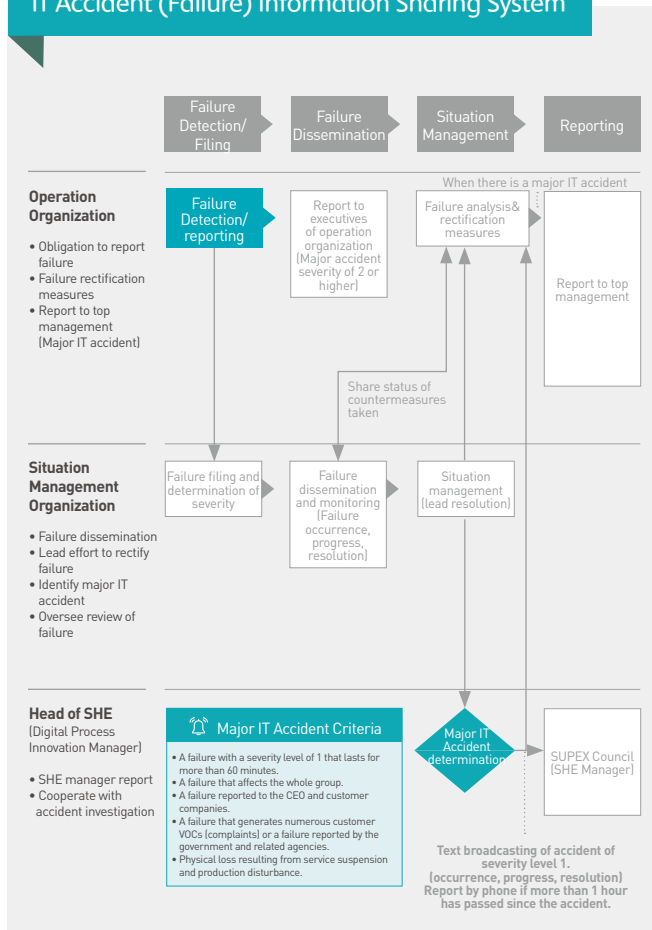 IT Accident (Failure) Information Sharing System
Failure
Detection/
Filing
Failure
Dissemination
Situation
Management
Reporting
Operation
Organization
• Obligation to report
failure
• Failure rectification
measures
• Report to top
management
(Major IT accident)
Failure
Detection/
reporting
Report to
executives
of operation
organization
(Major accident
severity of 2 or
higher)
When there is a major IT accident
Failure analysis&
rectification
measures
Report to top
management
Share status of
countermeasures
taken
Situation
Management
Organization
• Failure dissemination
• Lead effort to rectify
failure
• Identify major IT
accident
• Oversee review of
failure
Failure filing and
determination of
severity
Failure
dissemination
and monitoring
(Failure
occurrence,
progress,
resolution)
Situation
management
(lead resolution)
Head of SHE
(Digital Process
Innovation Manager)
• SHE manager report
• Cooperate with
accident investigation
Major IT Accident Criteria
• A failure with a severity level of 1 that lasts for
more than 60 minutes.
• A failure that affects the whole group.
• A failure reported to the CEO and customer
companies.
• A failure that generates numerous customer
VOCs (complaints) or a failure reported by the
government and related agencies.
• Physical loss resulting from service suspension
and production disturbance.
Major IT
Accident
determination
SUPEX Council
(SHE Manager)
Text broadcasting of accident of
severity level 1.
(occurrence, progress, resolution)
Report by phone if more than 1 hour
has passed since the accident.